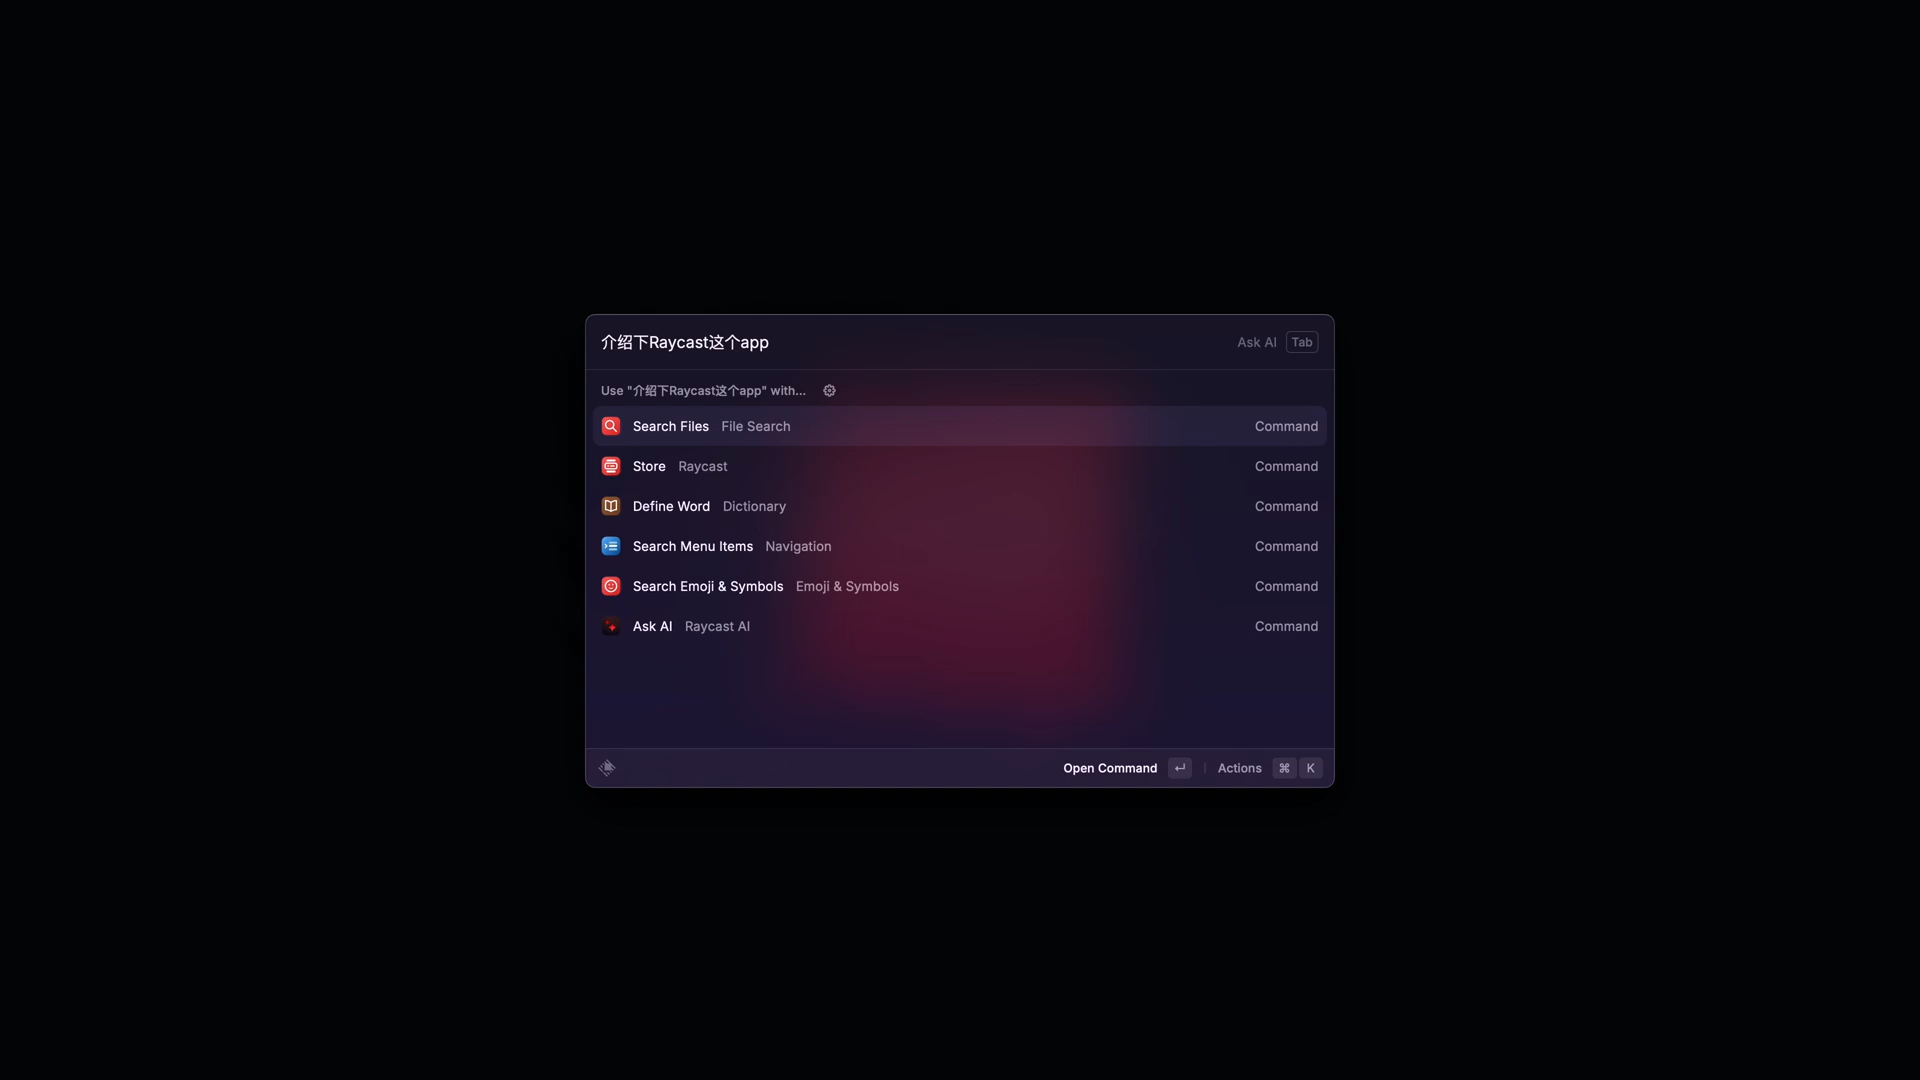 介绍下Raycast这个app Ask AI Tab
Use "介绍下Raycast这个app" with...
Search Files File Search Command
Store Raycast Command
Define Word Dictionary Command
Search Menu Items Navigation Command
Search Emoji & Symbols Emoji & Symbols Command
Ask AI Raycast AI Command
Open Command ↵ | Actions ⌘ K